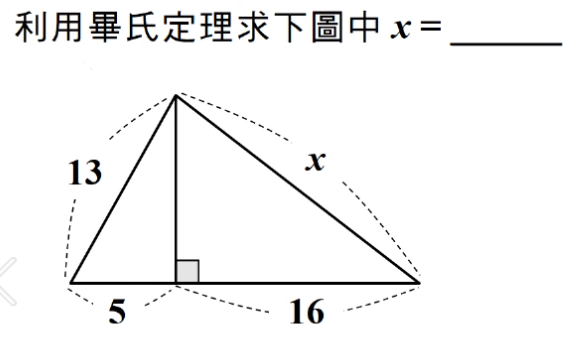 利用畢氏定理求下圖中 x = ______
13
x
5
16